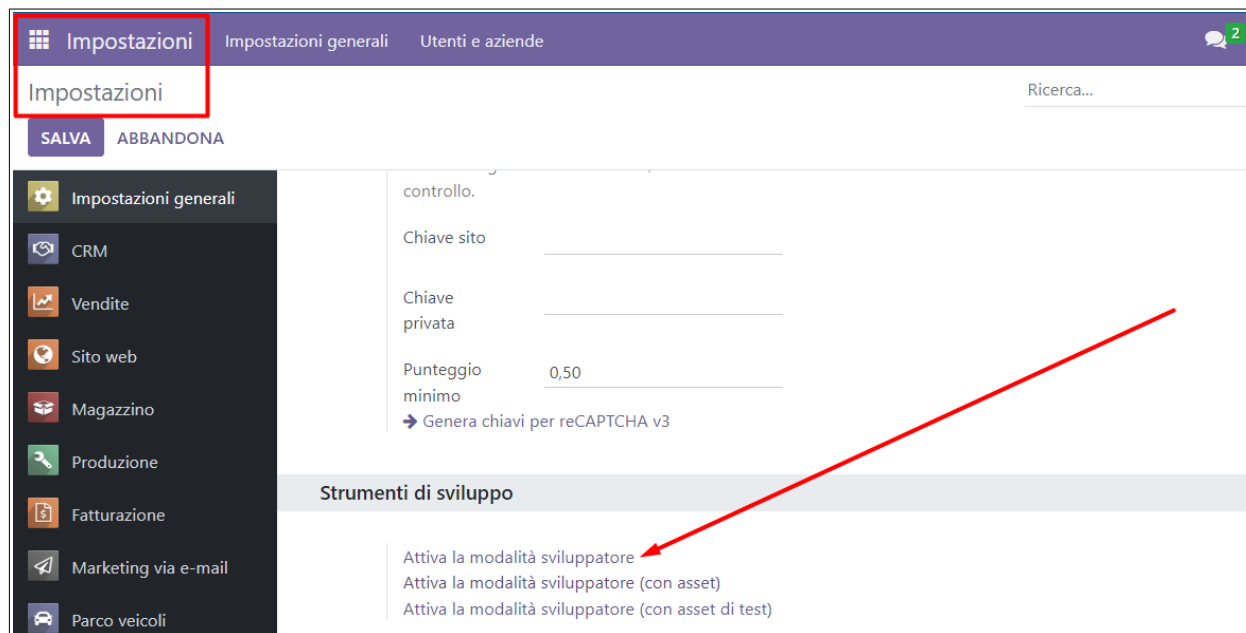 Impostazioni Impostazioni generali Utenti e aziende 2
Impostazioni Ricerca...
SALVA ABBANDONA
Impostazioni generali
CRM
Vendite
Sito web
Magazzino
Produzione
Fatturazione
Marketing via e-mail
Parco veicoli
controllo.
Chiave sito
Chiave
privata
Punteggio
minimo
0,50
Genera chiavi per reCAPTCHA v3
Strumenti di sviluppo
Attiva la modalità sviluppatore
Attiva la modalità sviluppatore (con asset)
Attiva la modalità sviluppatore (con asset di test)